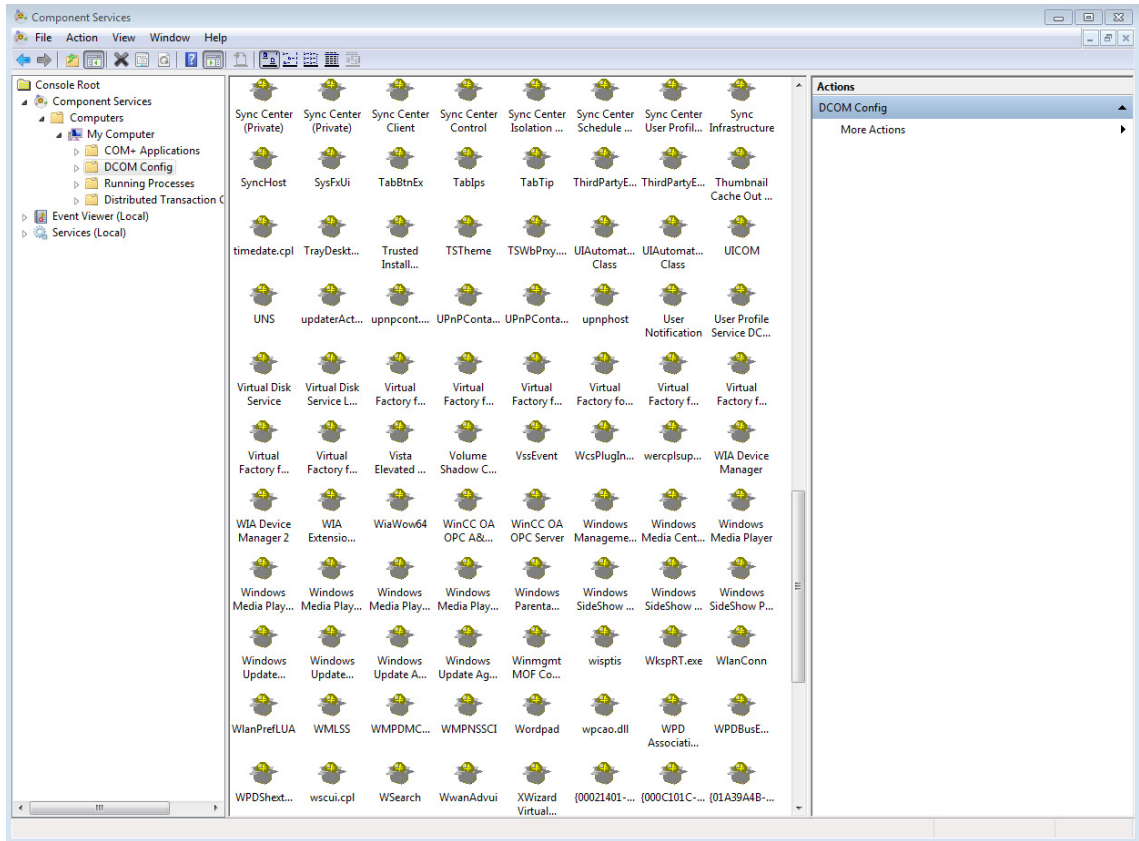 Component Services
File Action View Window Help
Console Root
Component Services
Computers
My Computer
COM+ Applications
DCOM Config
Running Processes
Distributed Transaction C
Event Viewer (Local)
Services (Local)
Sync Center Sync Center Sync Center Sync Center Sync Center Sync Center Sync Center Sync
(Private) (Private) Client Control Isolation ... Schedule ... User Profil... Infrastructure
SyncHost SysFxUi TabBtnEx TabIps TabTip ThirdPartyE... ThirdPartyE... Thumbnail
Cache Out ...
timedate.cpl TrayDeskt... Trusted TSTheme TSWbPrxy.... UIAutomat... UIAutomat... UICOM
Install... Class Class
UNS updaterAct... upnpcont.... UPnPConta... UPnPConta... upnphost User User Profile
Notification Service DC...
Virtual Disk Virtual Disk Virtual Virtual Virtual Virtual Virtual Virtual
Service Service L... Factory f... Factory f... Factory f... Factory fo... Factory f... Factory f...
Virtual Virtual Vista Volume VssEvent WcsPlugIn... wercplsup... WIA Device
Factory f... Factory f... Elevated ... Shadow C... Manager
WIA Device WIA WiaWow64 WinCC OA WinCC OA Windows Windows Windows
Manager 2 Extensio... OPC A&... OPC Server Manageme... Media Cent... Media Player
Windows Windows Windows Windows Windows Windows Windows Windows
Media Play... Media Play... Media Play... Media Play... Parenta... SideShow ... SideShow ... SideShow P...
Windows Windows Windows Windows Winmgmt wisptis WkspRT.exe WlanConn
Update... Update... Update A... Update Ag... MOF Co...
WlanPrefLUA WMLSS WMPDMC... WMPNSSCI Wordpad wpcao.dll WPD WPDBusE...
Associati...
WPDShext... wscui.cpl WSearch WwanAdvui XWizard {00021401-... {000C101C-... {01A39A4B-...
Virtual...
Actions
DCOM Config
More Actions